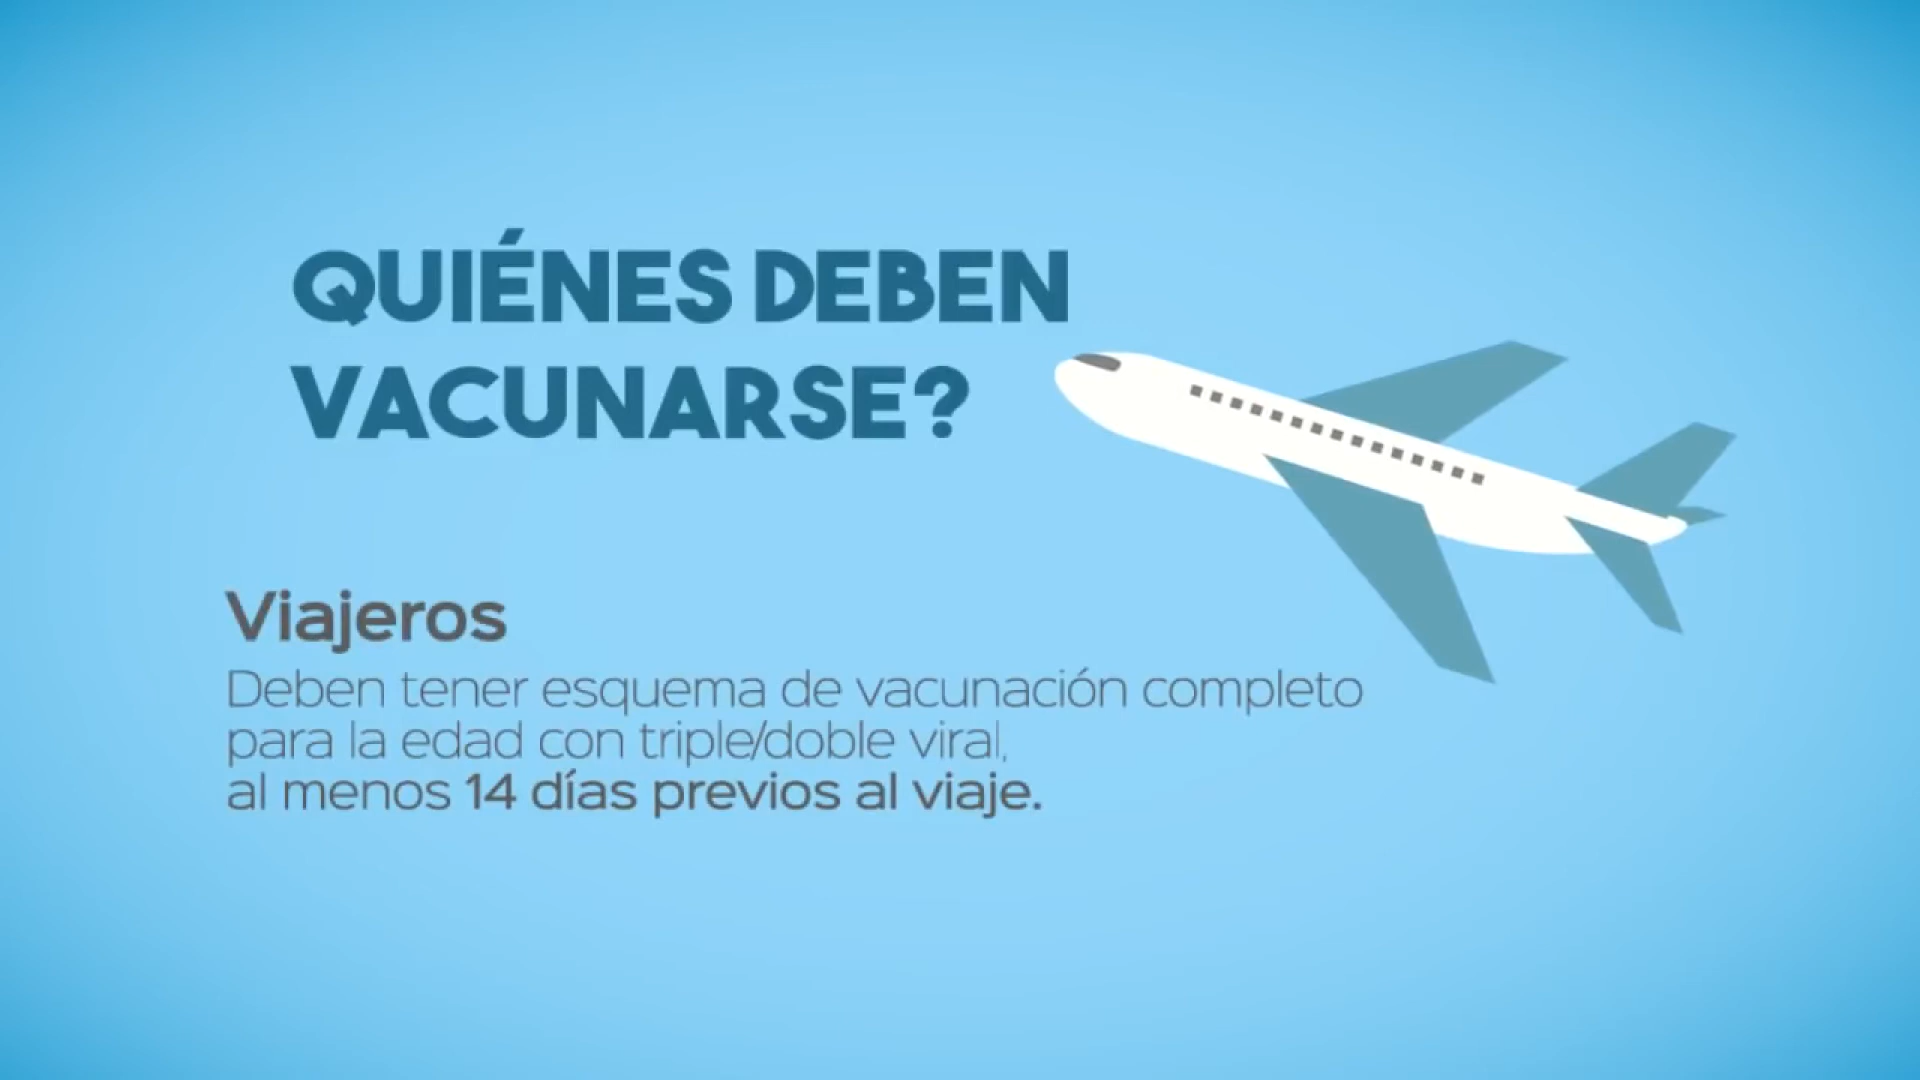 QUIÉNES DEBEN
VACUNARSE?
Viajeros
Deben tener esquema de vacunación completo
para la edad con triple/doble viral,
al menos 14 días previos al viaje.